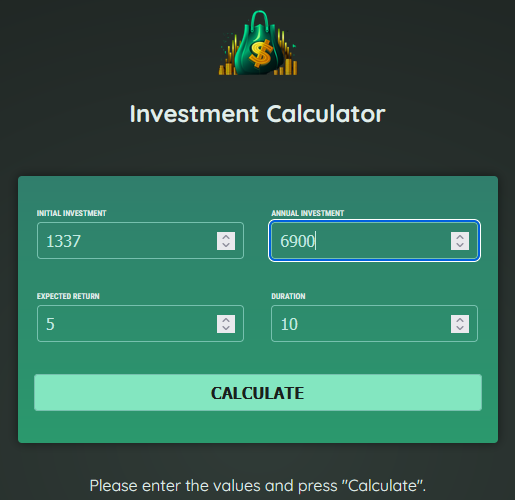 $
Investment Calculator
INITIAL INVESTMENT
ANNUAL INVESTMENT
1337
6900
EXPECTED RETURN
DURATION
5
10
CALCULATE
Please enter the values and press "Calculate".